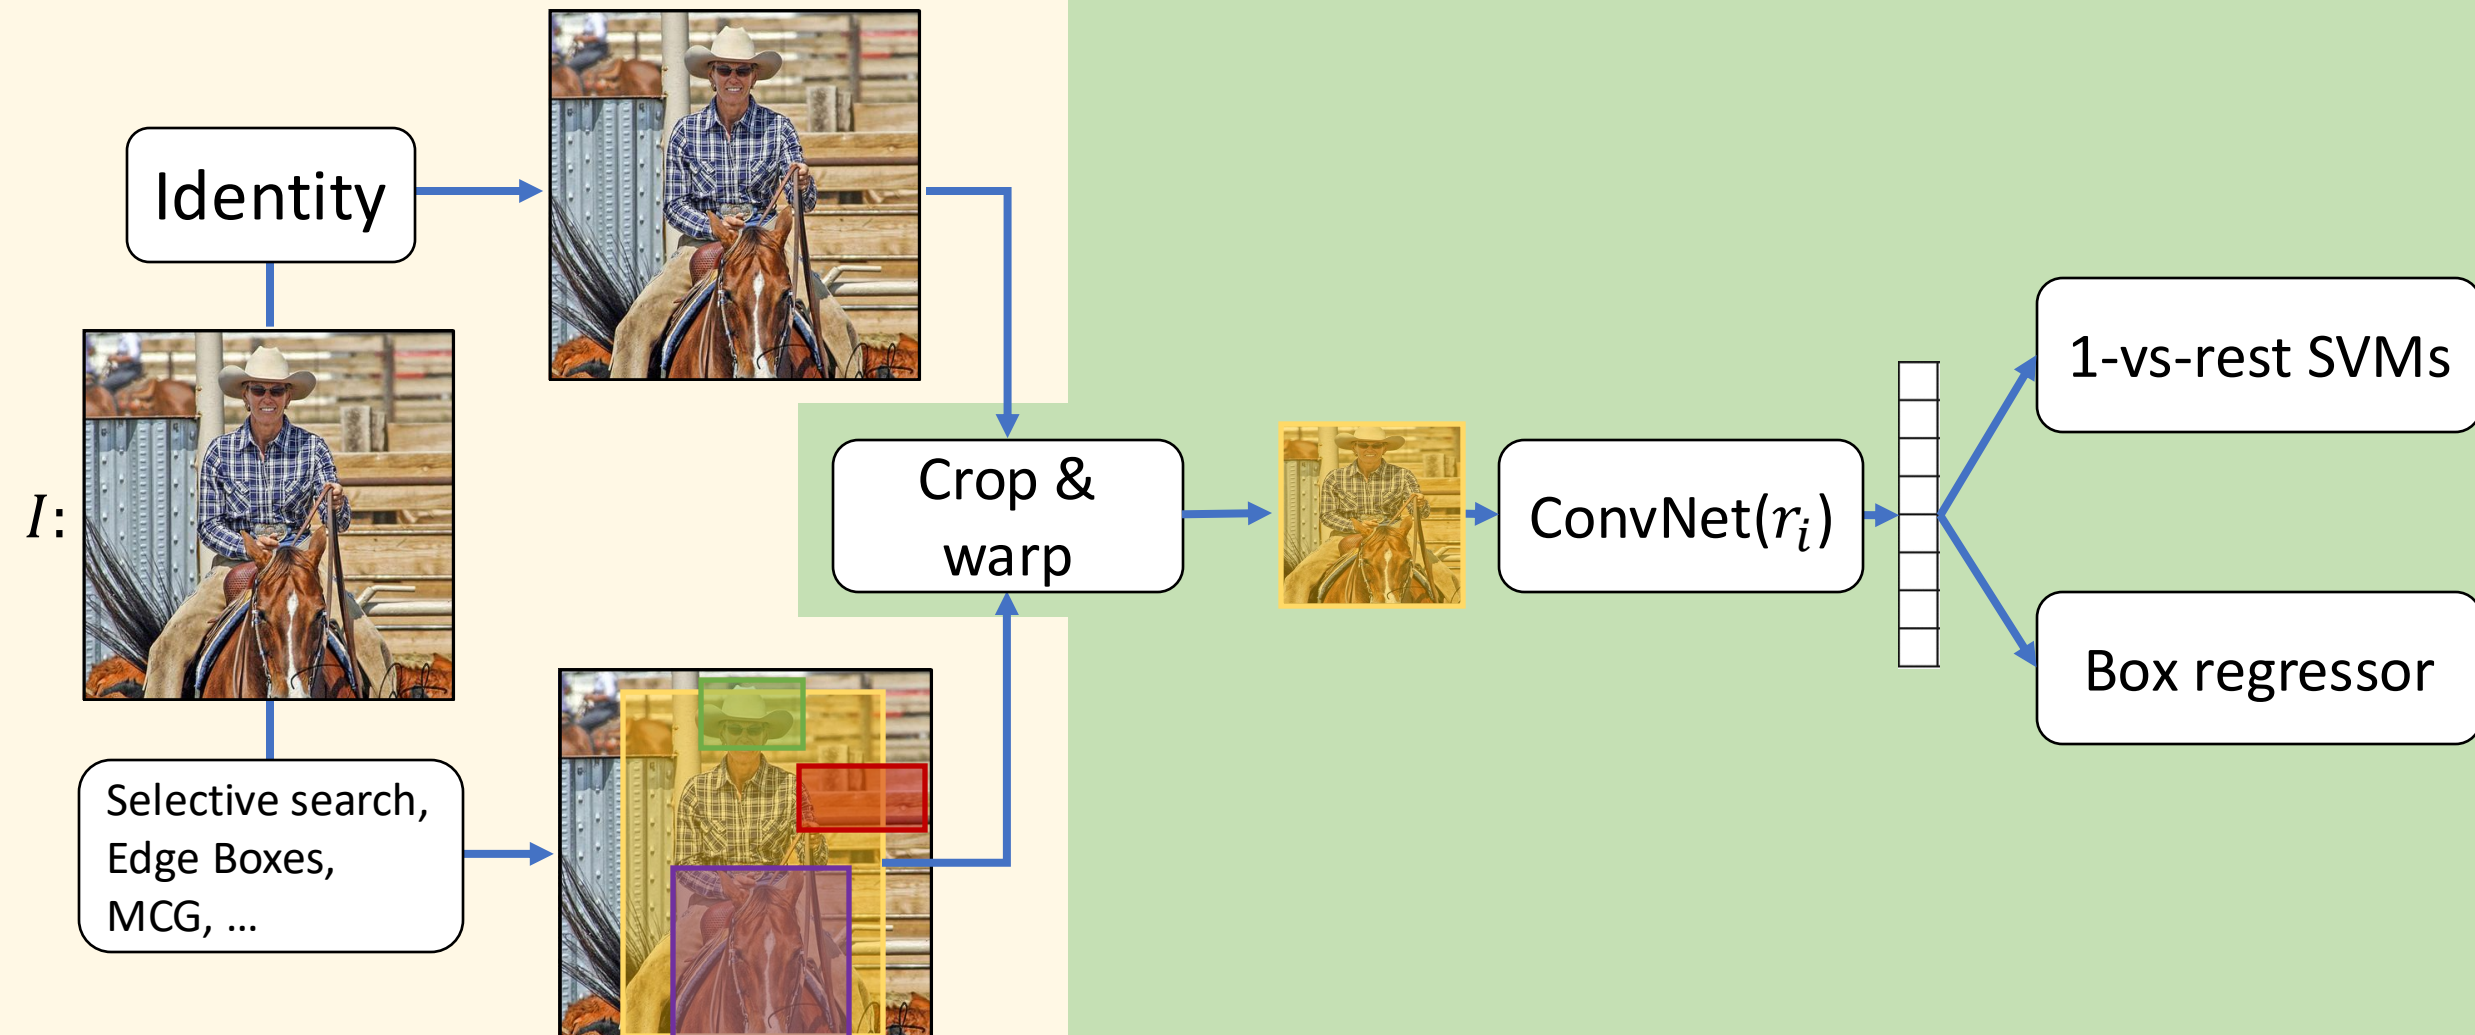 Identity
I:
Selective search,
Edge Boxes,
MCG, ...
Crop &
warp
ConvNet(rᵢ)
1-vs-rest SVMs
Box regressor